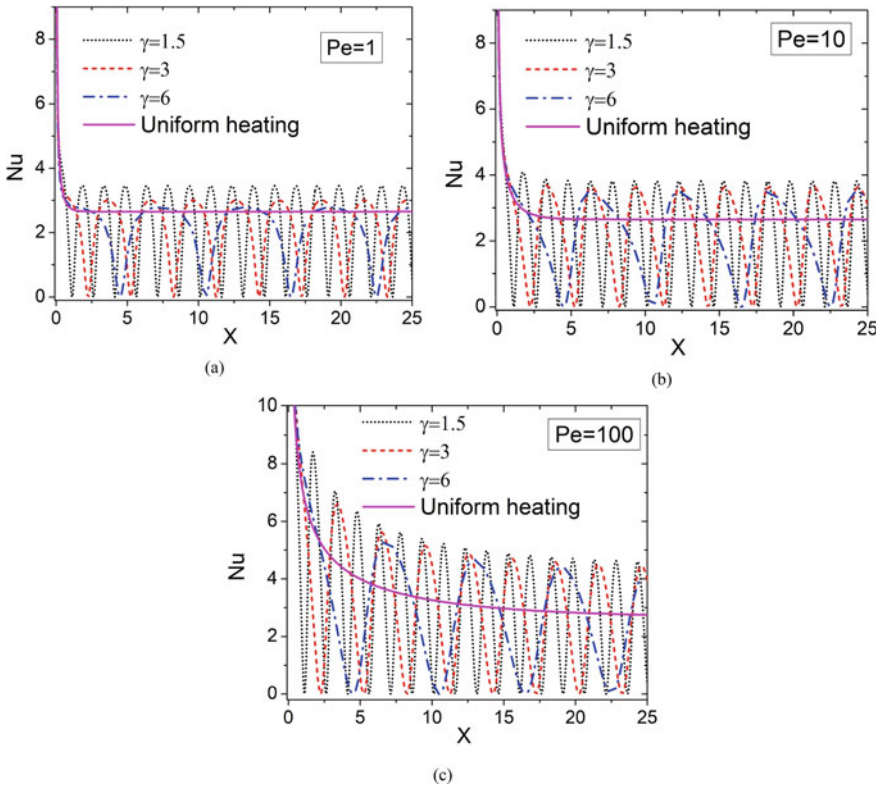 Pe=1
γ=1.5
γ=3
γ=6
Uniform heating
Nu
8
6
4
2
0
0 5 10 15 20 25
X
(a)
Pe=10
γ=1.5
γ=3
γ=6
Uniform heating
Nu
10
8
6
4
2
0
0 5 10 15 20 25
X
(b)
Pe=100
γ=1.5
γ=3
γ=6
Uniform heating
Nu
10
8
6
4
2
0
0 5 10 15 20 25
X
(c)